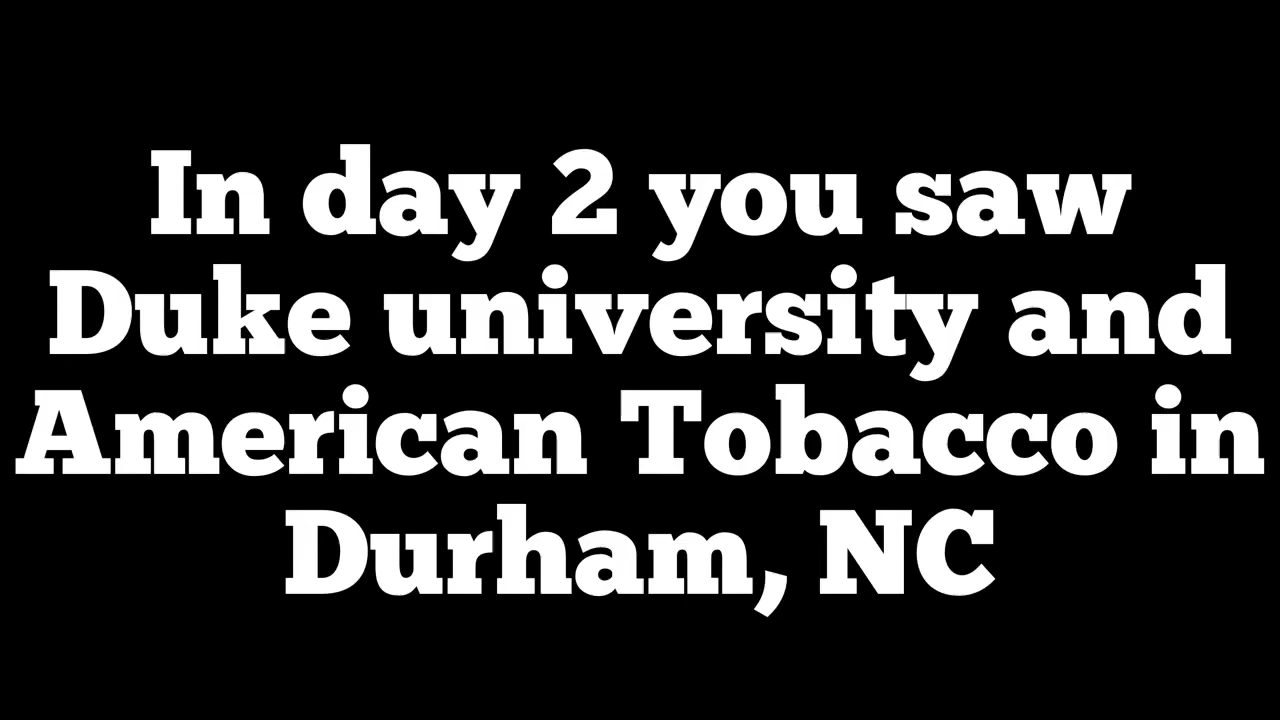 In day 2 you saw
Duke university and
American Tobacco in
Durham, NC